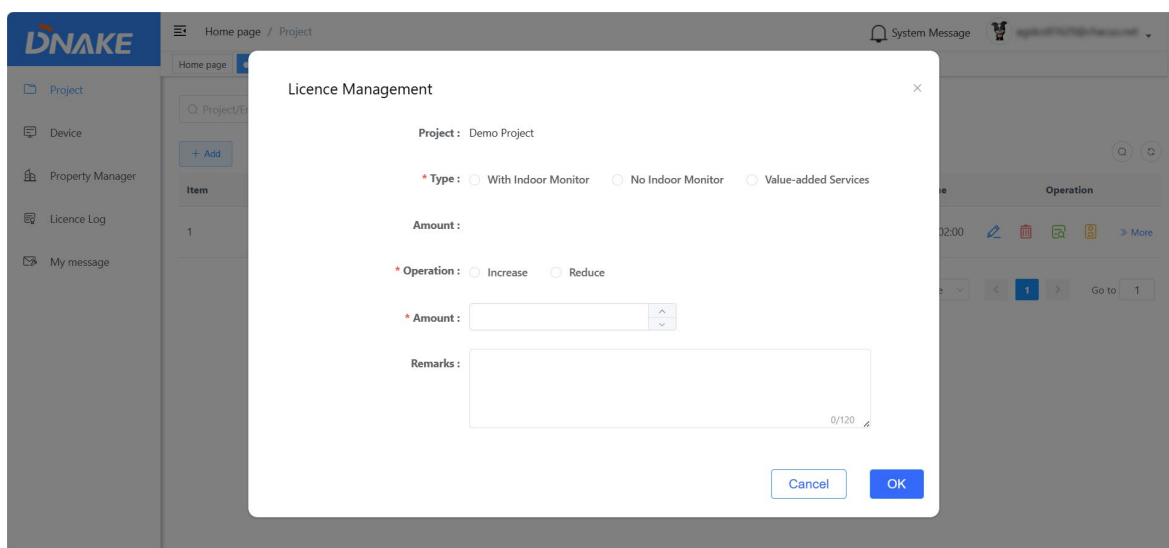 DNAKE
Home page / Project
System Message
Home page
Project
Device
Property Manager
Licence Log
My message
Project/En
+ Add
Item
Operation
1
02:00
» More
1
Go to 1
Licence Management
Project : Demo Project
* Type : With Indoor Monitor No Indoor Monitor Value-added Services
Amount :
* Operation : Increase Reduce
* Amount :
Remarks :
0/120
Cancel OK